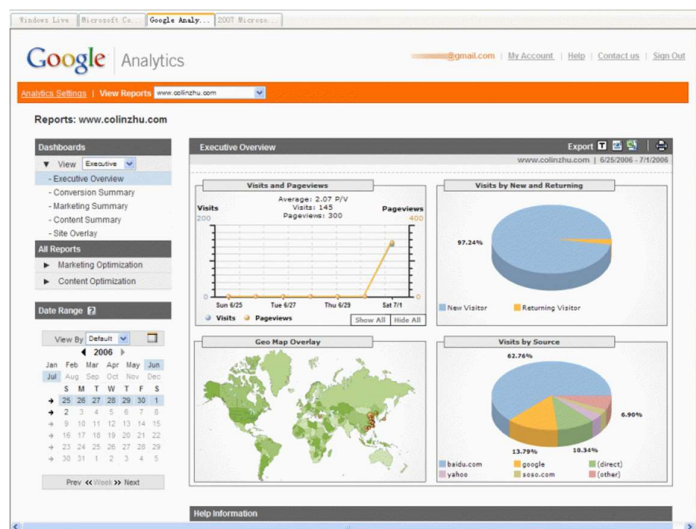 Windows Live
Microsoft Co...
Google Analy...
2007 Microso...
Google Analytics
@gmail.com | My Account | Help | Contact us | Sign Out
Analytics Settings | View Reports www.colinzhu.com
Reports: www.colinzhu.com
Dashboards
View Executive
- Executive Overview
- Conversion Summary
- Marketing Summary
- Content Summary
- Site Overlay
All Reports
Marketing Optimization
Content Optimization
Date Range ?
View By Default
2006
Jan Feb Mar Apr May Jun
Jul Aug Sep Oct Nov Dec
S M T W T F S
25 26 27 28 29 30 1
2 3 4 5 6 7 8
9 10 11 12 13 14 15
16 17 18 19 20 21 22
23 24 25 26 27 28 29
30 31 1 2 3 4 5
Prev << Week >> Next
Executive Overview
Export T
www.colinzhu.com | 6/25/2006 - 7/1/2006
Visits and Pageviews
Average: 2.07 P/V
Visits: 145
Pageviews: 300
Visits
200
Pageviews
400
0
0
Sun 6/25 Tue 6/27 Thu 6/29 Sat 7/1
Visits Pageviews
Show All Hide All
Visits by New and Returning
97.24%
New Visitor Returning Visitor
Geo Map Overlay
Visits by Source
62.76%
6.90%
13.79%
10.34%
baidu.com google (direct)
yahoo soso.com (other)
Help Information